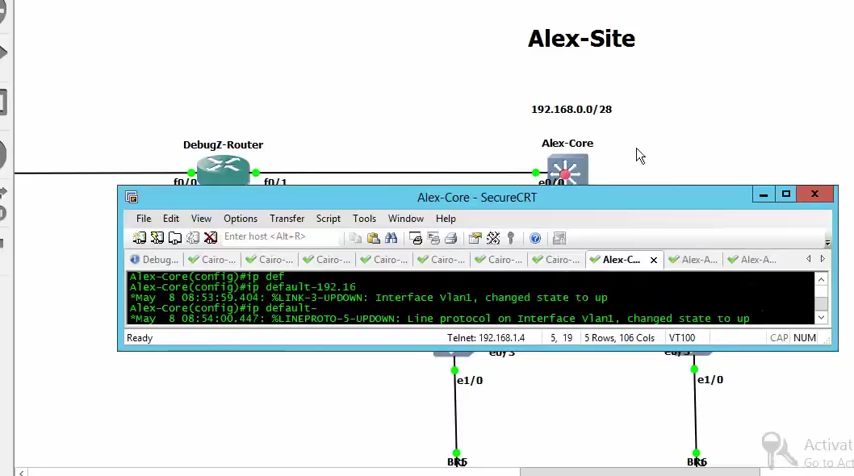 Alex-Site
192.168.0.0/28
DebugZ-Router
Alex-Core
f0/0
f0/1
e0/0
Alex-Core - SecureCRT
File Edit View Options Transfer Script Tools Window Help
Enter host <Alt+R>
Debug... Cairo-... Cairo-... Cairo-... Cairo-... Cairo-... Cairo-... Cairo-... Alex-C... Alex-A... Alex-A...
Alex-Core(config)#ip def
Alex-Core(config)#ip default-192.16
*May 8 08:53:59.404: %LINK-3-UPDOWN: Interface Vlan1, changed state to up
Alex-Core(config)#ip default-
*May 8 08:54:00.447: %LINEPROTO-5-UPDOWN: Line protocol on Interface Vlan1, changed state to up
Ready Telnet: 192.168.1.4 5, 19 5 Rows, 106 Cols VT100 CAP NUM
e0/3
e1/0
e1/0
Activat
Go to Act